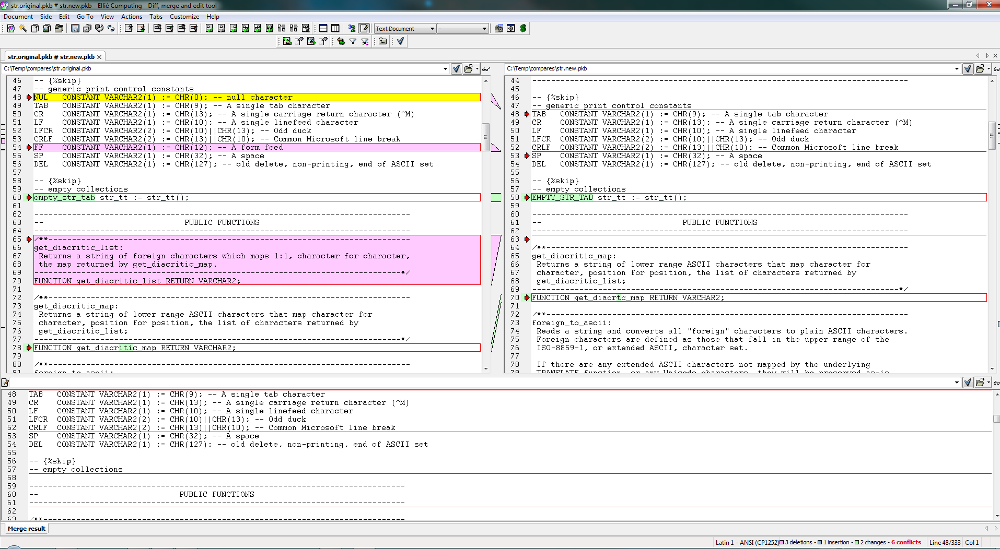 str.original.pkb # str.new.pkb - Ellié Computing - Diff, merge and edit tool
Document Side Edit Go To View Actions Tabs Customize Help
Text Document -
str.original.pkb # str.new.pkb
C:\Temp\compares\str.original.pkb
46 -- {%skip}
47 -- generic print control constants
48 NUL CONSTANT VARCHAR2(1) := CHR(0); -- null character
49 TAB CONSTANT VARCHAR2(1) := CHR(9); -- A single tab character
50 CR CONSTANT VARCHAR2(1) := CHR(13); -- A single carriage return character (^M)
51 LF CONSTANT VARCHAR2(1) := CHR(10); -- A single linefeed character
52 LFCR CONSTANT VARCHAR2(2) := CHR(10)||CHR(13); -- Odd duck
53 CRLF CONSTANT VARCHAR2(2) := CHR(13)||CHR(10); -- Common Microsoft line break
54 FF CONSTANT VARCHAR2(1) := CHR(12); -- A form feed
55 SP CONSTANT VARCHAR2(1) := CHR(32); -- A space
56 DEL CONSTANT VARCHAR2(1) := CHR(127); -- old delete, non-printing, end of ASCII set
57
58 -- {%skip}
59 -- empty collections
60 empty_str_tab str_tt := str_tt();
61
62 --------------------------------------------------------------------------------
63 -- PUBLIC FUNCTIONS
64 --------------------------------------------------------------------------------
65 /**-----------------------------------------------------------------------------
66 get_diacritic_list:
67 Returns a string of foreign characters which maps 1:1, character for character,
68 the map returned by get_diacritic_map.
69 ------------------------------------------------------------------------------*/
70 FUNCTION get_diacritic_list RETURN VARCHAR2;
71
72 /**-----------------------------------------------------------------------------
73 get_diacritic_map:
74 Returns a string of lower range ASCII characters that map character for
75 character, position for position, the list of characters returned by
76 get_diacritic_list;
77 ------------------------------------------------------------------------------*/
78 FUNCTION get_diacritic_map RETURN VARCHAR2;
79
80 /**-----------------------------------------------------------------------------
81 foreign_to_ascii:
C:\Temp\compares\str.new.pkb
44 --------------------------------------------------------------------------------
45
46 -- {%skip}
47 -- generic print control constants
48 TAB CONSTANT VARCHAR2(1) := CHR(9); -- A single tab character
49 CR CONSTANT VARCHAR2(1) := CHR(13); -- A single carriage return character (^M)
50 LF CONSTANT VARCHAR2(1) := CHR(10); -- A single linefeed character
51 LFCR CONSTANT VARCHAR2(2) := CHR(10)||CHR(13); -- Odd duck
52 CRLF CONSTANT VARCHAR2(2) := CHR(13)||CHR(10); -- Common Microsoft line break
53 SP CONSTANT VARCHAR2(1) := CHR(32); -- A space
54 DEL CONSTANT VARCHAR2(1) := CHR(127); -- old delete, non-printing, end of ASCII set
55
56 -- {%skip}
57 -- empty collections
58 EMPTY_STR_TAB str_tt := str_tt();
59
60 --------------------------------------------------------------------------------
61 -- PUBLIC FUNCTIONS
62 --------------------------------------------------------------------------------
63
64 /**-----------------------------------------------------------------------------
65 get_diacritic_map:
66 Returns a string of lower range ASCII characters that map character for
67 character, position for position, the list of characters returned by
68 get_diacritic_list;
69 ------------------------------------------------------------------------------*/
70 FUNCTION get_diacrtc_map RETURN VARCHAR2;
71
72 /**-----------------------------------------------------------------------------
73 foreign_to_ascii:
74 Reads a string and converts all "foreign" characters to plain ASCII characters.
75 Foreign characters are defined as those that fall in the upper range of the
76 ISO-8859-1, or extended ASCII, character set.
77
78 If there are any extended ASCII characters not mapped by the underlying
79 TRANSLATE function, or any Unicode characters, they will be preserved as-is
48 TAB CONSTANT VARCHAR2(1) := CHR(9); -- A single tab character
49 CR CONSTANT VARCHAR2(1) := CHR(13); -- A single carriage return character (^M)
50 LF CONSTANT VARCHAR2(1) := CHR(10); -- A single linefeed character
51 LFCR CONSTANT VARCHAR2(2) := CHR(10)||CHR(13); -- Odd duck
52 CRLF CONSTANT VARCHAR2(2) := CHR(13)||CHR(10); -- Common Microsoft line break
53 SP CONSTANT VARCHAR2(1) := CHR(32); -- A space
54 DEL CONSTANT VARCHAR2(1) := CHR(127); -- old delete, non-printing, end of ASCII set
55
56 -- {%skip}
57 -- empty collections
58
59 --------------------------------------------------------------------------------
60 -- PUBLIC FUNCTIONS
61 --------------------------------------------------------------------------------
62
63 /**-----------------------------------------------------------------------------
Merge result
Latin 1 - ANSI (CP1252) 3 deletions - 1 insertion - 2 changes - 6 conflicts Line 48/333 Col 1